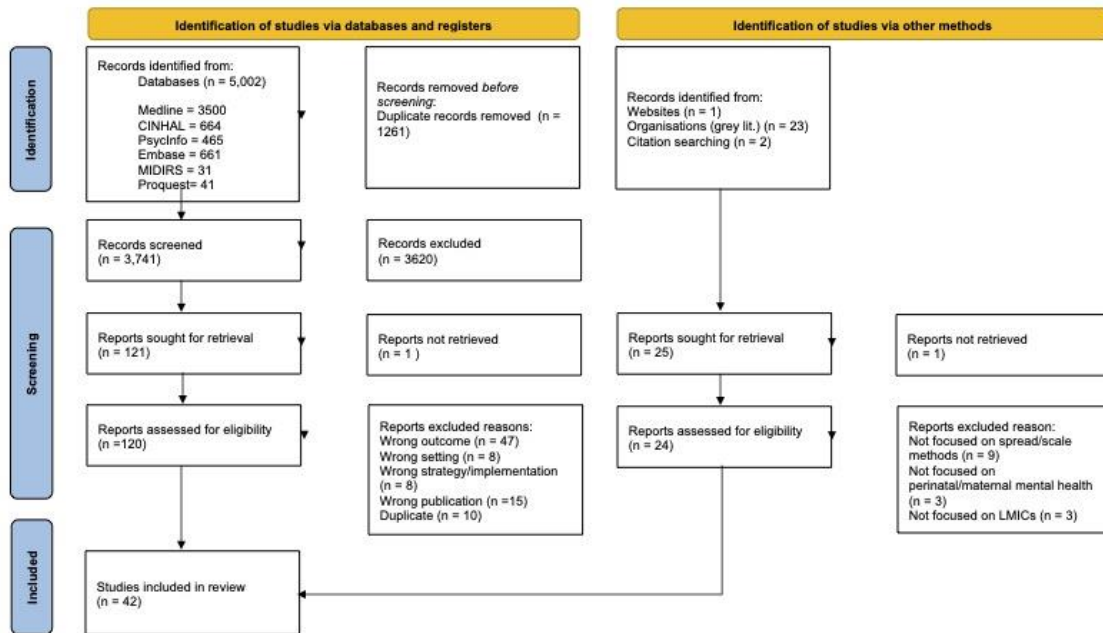 Identification of studies via databases and registers
Identification of studies via other methods
Identification
Records identified from:
Databases (n = 5,002)
Medline = 3500
CINHAL = 664
PsycInfo = 465
Embase = 661
MIDIRS = 31
Proquest= 41
Records removed before
screening:
Duplicate records removed (n =
1261)
Records identified from:
Websites (n = 1)
Organisations (grey lit.) (n = 23)
Citation searching (n = 2)
Screening
Records screened
(n = 3,741)
Records excluded
(n = 3620)
Reports sought for retrieval
(n = 121)
Reports not retrieved
(n = 1 )
Reports sought for retrieval
(n = 25)
Reports not retrieved
(n = 1)
Reports assessed for eligibility
(n =120)
Reports excluded reasons:
Wrong outcome (n = 47)
Wrong setting (n = 8)
Wrong strategy/implementation
(n = 8)
Wrong publication (n =15)
Duplicate (n = 10)
Reports assessed for eligibility
(n = 24)
Reports excluded reason:
Not focused on spread/scale
methods (n = 9)
Not focused on
perinatal/maternal mental health
(n = 3)
Not focused on LMICs (n = 3)
Included
Studies included in review
(n = 42)